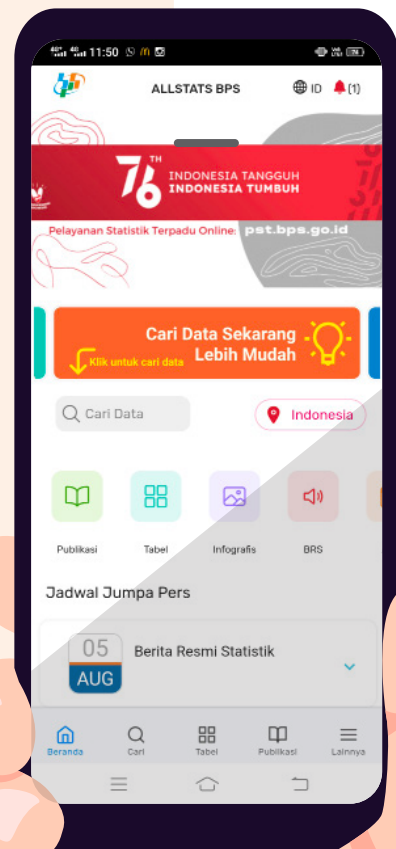 11:50
74
ALLSTATS BPS
ID
(1)
76TH
INDONESIA TANGGUH
INDONESIA TUMBUH
Pelayanan Statistik Terpadu Online: pst.bps.go.id
Cari Data Sekarang
Lebih Mudah
Klik untuk cari data
Cari Data
Indonesia
Publikasi
Tabel
Infografis
BRS
Jadwal Jumpa Pers
05
AUG
Berita Resmi Statistik
Beranda
Cari
Tabel
Publikasi
Lainnya